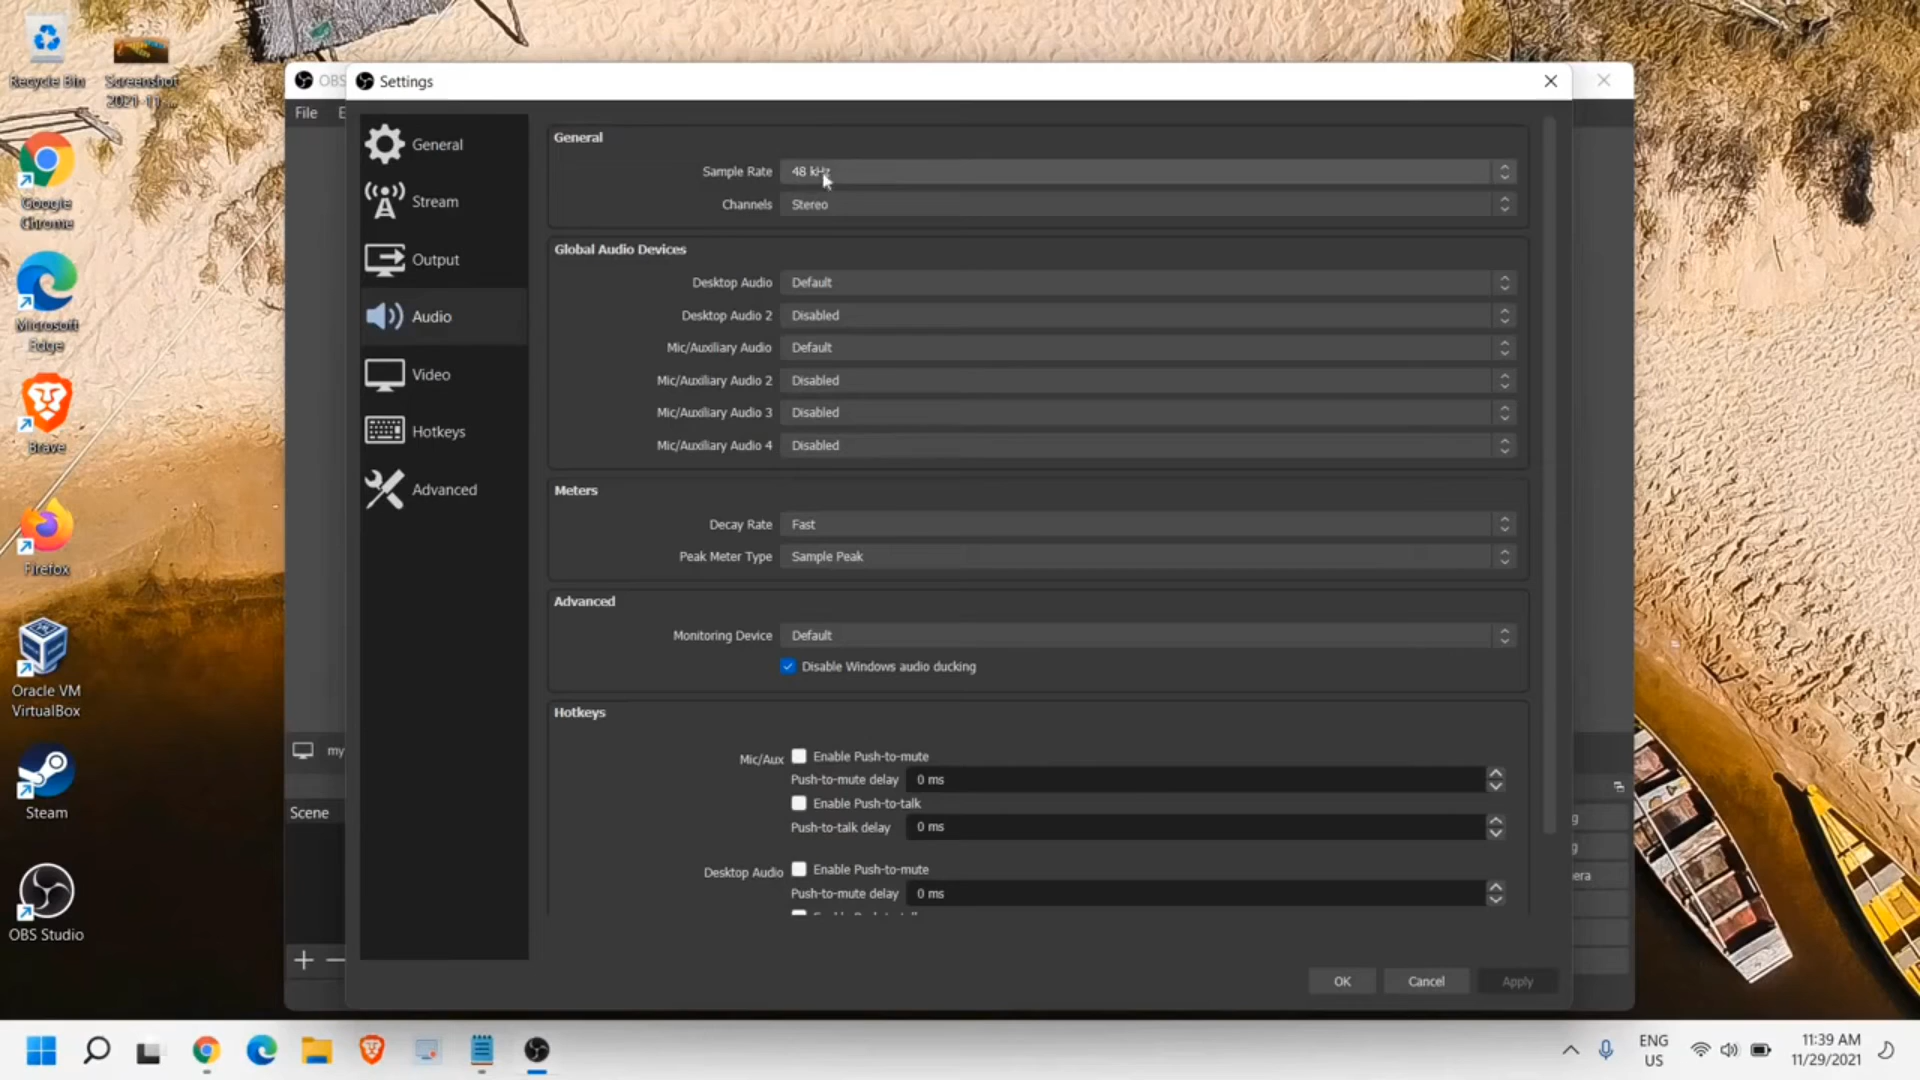 Recycle Bin
Screenshot
2021-11-...
Google
Chrome
Microsoft
Edge
Brave
Firefox
Oracle VM
VirtualBox
Steam
OBS Studio
OBS
File
my
Scene
Settings
General
Stream
Output
Audio
Video
Hotkeys
Advanced
General
Sample Rate 48 kHz
Channels Stereo
Global Audio Devices
Desktop Audio Default
Desktop Audio 2 Disabled
Mic/Auxiliary Audio Default
Mic/Auxiliary Audio 2 Disabled
Mic/Auxiliary Audio 3 Disabled
Mic/Auxiliary Audio 4 Disabled
Meters
Decay Rate Fast
Peak Meter Type Sample Peak
Advanced
Monitoring Device Default
Disable Windows audio ducking
Hotkeys
Mic/Aux Enable Push-to-mute
Push-to-mute delay 0 ms
Enable Push-to-talk
Push-to-talk delay 0 ms
Desktop Audio Enable Push-to-mute
Push-to-mute delay 0 ms
OK Cancel Apply
ENG
US
11:39 AM
11/29/2021